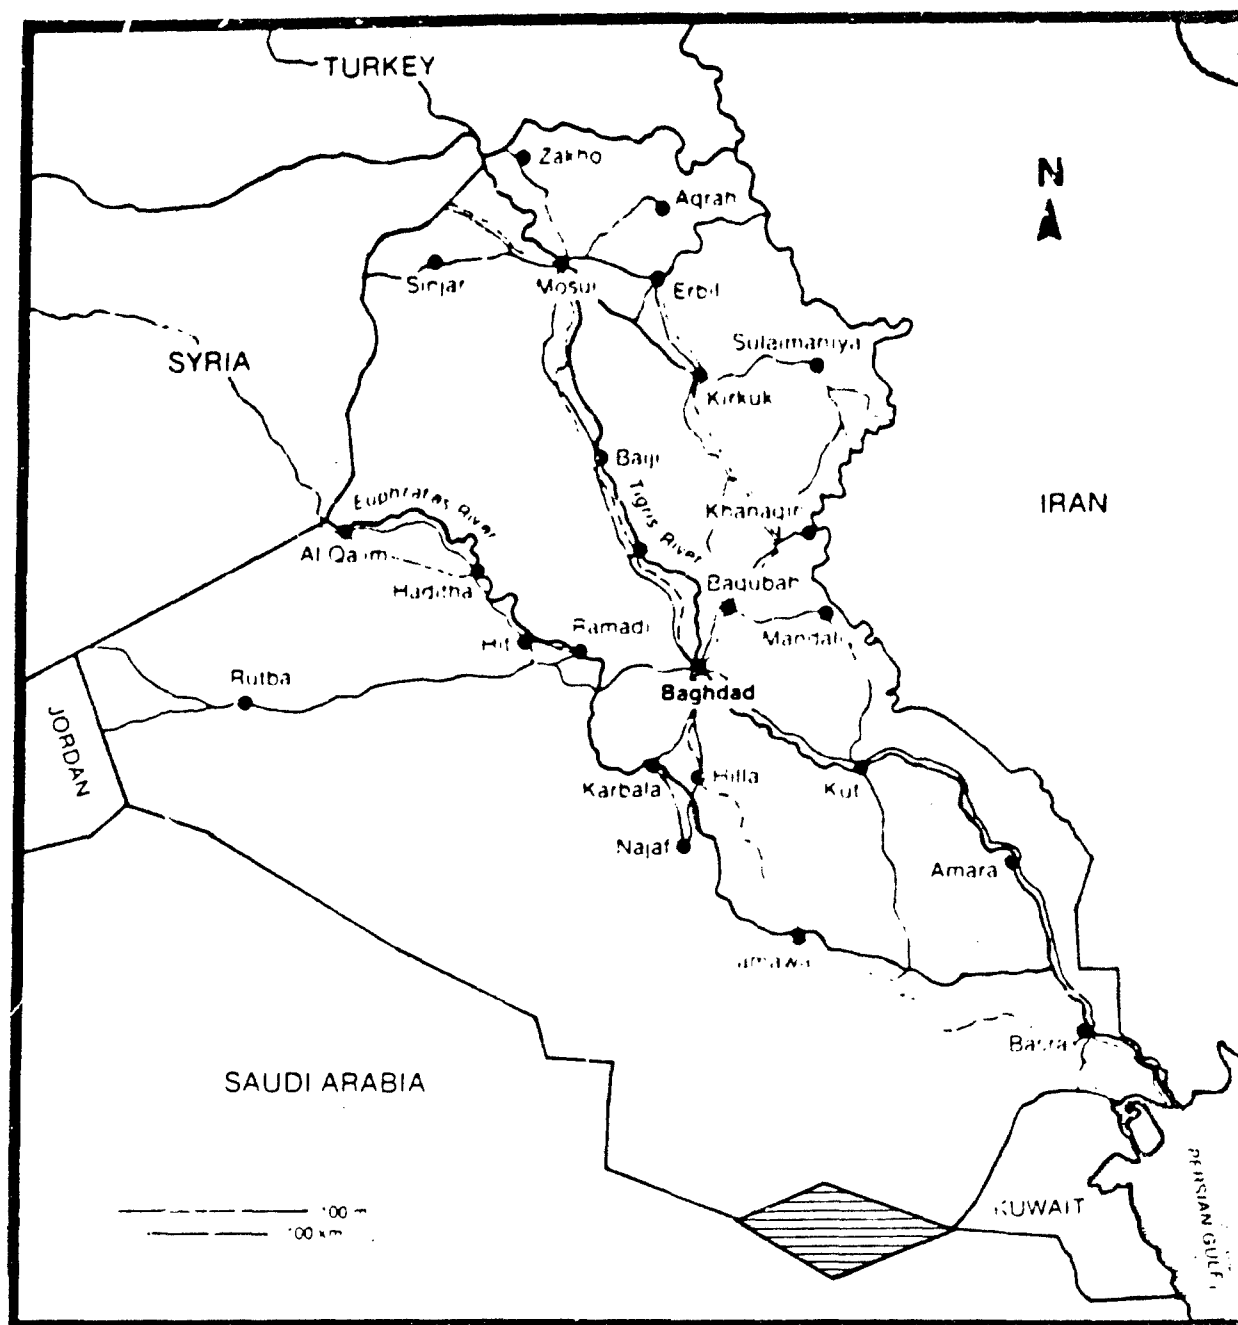 TURKEY
Zakho
N
Aqrah
Sinjar
Mosul
Erbil
Sulaimaniya
SYRIA
Kirkuk
Baiji
Euphrates River
Tigris River
Khanaqin
IRAN
Al Qaim
Haditha
Baqubah
Ramadi
Hit
Mandali
Rutba
Baghdad
JORDAN
Karbala
Hilla
Kut
Najaf
Amara
amawa
Basra
SAUDI ARABIA
PERSIAN GULF
KUWAIT
100 m
100 km